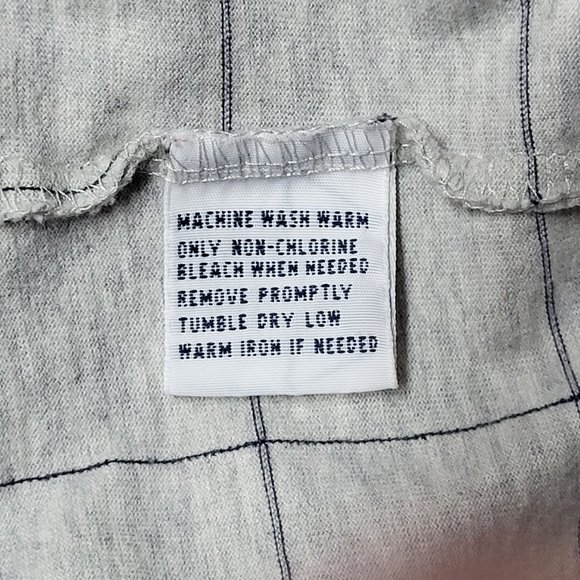 MACHINE WASH WARM
ONLY NON-CHLORINE
BLEACH WHEN NEEDED
REMOVE PROMPTLY
TUMBLE DRY LOW
WARM IRON IF NEEDED